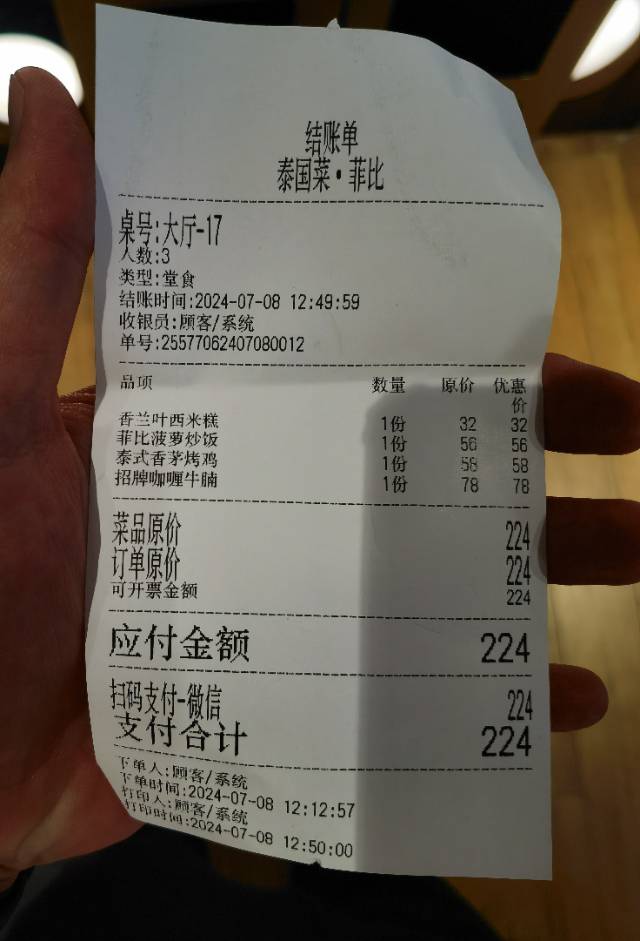 结账单
泰国菜·菲比
桌号:大厅-17
人数:3
类型:堂食
结账时间:2024-07-08 12:49:59
收银员:顾客/系统
单号:25577062407080012
品项 数量 原价 优惠价
香兰叶西米糕 1份 32 32
菲比菠萝炒饭 1份 56 56
泰式香茅烤鸡 1份 58 58
招牌咖喱牛腩 1份 78 78
菜品原价 224
订单原价 224
可开票金额 224
应付金额 224
扫码支付-微信 224
支付合计 224
下单人:顾客/系统
下单时间:2024-07-08 12:12:57
打印人:顾客/系统
打印时间:2024-07-08 12:50:00